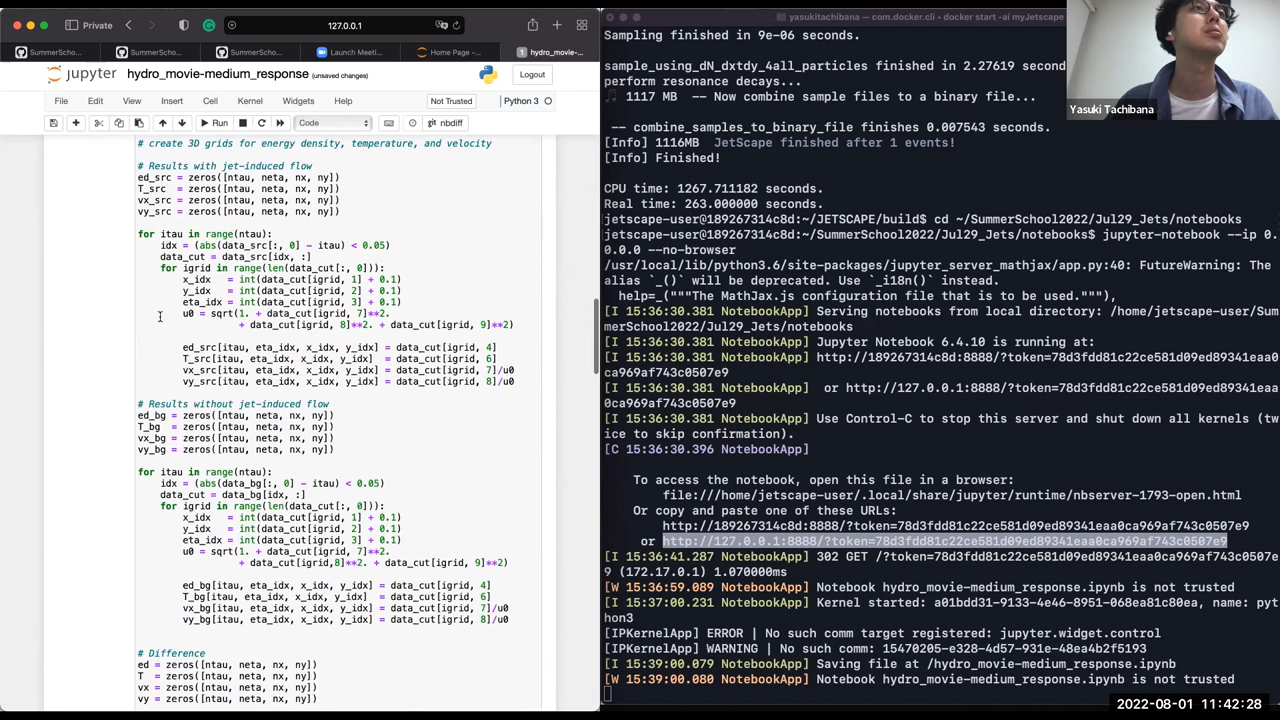 Private
127.0.0.1
SummerScho...
SummerScho...
SummerScho...
Launch Meeti...
Home Page -...
1 hydro_movie-...
jupyter hydro_movie-medium_response (unsaved changes)
Logout
File Edit View Insert Cell Kernel Widgets Help
Not Trusted
Python 3
Run
Code
nbdiff
# create 3D grids for energy density, temperature, and velocity
# Results with jet-induced flow
ed_src = zeros([ntau, neta, nx, ny])
T_src  = zeros([ntau, neta, nx, ny])
vx_src = zeros([ntau, neta, nx, ny])
vy_src = zeros([ntau, neta, nx, ny])
for itau in range(ntau):
idx = (abs(data_src[:, 0] - itau) < 0.05)
data_cut = data_src[idx, :]
for igrid in range(len(data_cut[:, 0])):
x_idx   = int(data_cut[igrid, 1] + 0.1)
y_idx   = int(data_cut[igrid, 2] + 0.1)
eta_idx = int(data_cut[igrid, 3] + 0.1)
u0 = sqrt(1. + data_cut[igrid, 7]**2.
+ data_cut[igrid, 8]**2. + data_cut[igrid, 9]**2)
ed_src[itau, eta_idx, x_idx, y_idx] = data_cut[igrid, 4]
T_src[itau, eta_idx, x_idx, y_idx]  = data_cut[igrid, 6]
vx_src[itau, eta_idx, x_idx, y_idx] = data_cut[igrid, 7]/u0
vy_src[itau, eta_idx, x_idx, y_idx] = data_cut[igrid, 8]/u0
# Results without jet-induced flow
ed_bg = zeros([ntau, neta, nx, ny])
T_bg  = zeros([ntau, neta, nx, ny])
vx_bg = zeros([ntau, neta, nx, ny])
vy_bg = zeros([ntau, neta, nx, ny])
for itau in range(ntau):
idx = (abs(data_bg[:, 0] - itau) < 0.05)
data_cut = data_bg[idx, :]
for igrid in range(len(data_cut[:, 0])):
x_idx   = int(data_cut[igrid, 1] + 0.1)
y_idx   = int(data_cut[igrid, 2] + 0.1)
eta_idx = int(data_cut[igrid, 3] + 0.1)
u0 = sqrt(1. + data_cut[igrid, 7]**2.
+ data_cut[igrid,8]**2. + data_cut[igrid, 9]**2)
ed_bg[itau, eta_idx, x_idx, y_idx] = data_cut[igrid, 4]
T_bg[itau, eta_idx, x_idx, y_idx]  = data_cut[igrid, 6]
vx_bg[itau, eta_idx, x_idx, y_idx] = data_cut[igrid, 7]/u0
vy_bg[itau, eta_idx, x_idx, y_idx] = data_cut[igrid, 8]/u0
# Difference
ed = zeros([ntau, neta, nx, ny])
T  = zeros([ntau, neta, nx, ny])
vx = zeros([ntau, neta, nx, ny])
vy = zeros([ntau, neta, nx, ny])
yasukitachibana — com.docker.cli ◂ docker start -ai myJetscape
Sampling finished in 9e-06 seconds.
sample_using_dN_dxtdy_4all_particles finished in 2.27619 second
perform resonance decays...
1117 MB  -- Now combine sample files to a binary file...
-- combine_samples_to_binary_file finishes 0.007543 seconds.
[Info] 1116MB  JetScape finished after 1 events!
[Info] Finished!
CPU time: 1267.711182 seconds.
Real time: 263.000000 seconds.
jetscape-user@189267314c8d:~/JETSCAPE/build$ cd ~/SummerSchool2022/Jul29_Jets/notebooks
jetscape-user@189267314c8d:~/SummerSchool2022/Jul29_Jets/notebooks$ jupyter-notebook --ip 0.
0.0.0 --no-browser
/usr/local/lib/python3.6/site-packages/jupyter_server_mathjax/app.py:40: FutureWarning: The
alias `_()` will be deprecated. Use `_i18n()` instead.
help=_("""The MathJax.js configuration file that is to be used."""),
[I 15:36:30.381 NotebookApp] Serving notebooks from local directory: /home/jetscape-user/Sum
merSchool2022/Jul29_Jets/notebooks
[I 15:36:30.381 NotebookApp] Jupyter Notebook 6.4.10 is running at:
[I 15:36:30.381 NotebookApp] http://189267314c8d:8888/?token=78d3fdd81c22ce581d09ed89341eaa0
ca969af743c0507e9
[I 15:36:30.381 NotebookApp]  or http://127.0.0.1:8888/?token=78d3fdd81c22ce581d09ed89341eaa
0ca969af743c0507e9
[I 15:36:30.381 NotebookApp] Use Control-C to stop this server and shut down all kernels (tw
ice to skip confirmation).
[C 15:36:30.396 NotebookApp]
To access the notebook, open this file in a browser:
file:///home/jetscape-user/.local/share/jupyter/runtime/nbserver-1793-open.html
Or copy and paste one of these URLs:
http://189267314c8d:8888/?token=78d3fdd81c22ce581d09ed89341eaa0ca969af743c0507e9
or http://127.0.0.1:8888/?token=78d3fdd81c22ce581d09ed89341eaa0ca969af743c0507e9
[I 15:36:41.287 NotebookApp] 302 GET /?token=78d3fdd81c22ce581d09ed89341eaa0ca969af743c0507e
9 (172.17.0.1) 1.070000ms
[W 15:36:59.089 NotebookApp] Notebook hydro_movie-medium_response.ipynb is not trusted
[I 15:37:00.231 NotebookApp] Kernel started: a01bdd31-9133-4e46-8951-068ea81c80ea, name: pyt
hon3
[IPKernelApp] ERROR | No such comm target registered: jupyter.widget.control
[IPKernelApp] WARNING | No such comm: 15470205-e328-4d57-931e-48ea4b2f5193
[I 15:39:00.079 NotebookApp] Saving file at /hydro_movie-medium_response.ipynb
[W 15:39:00.080 NotebookApp] Notebook hydro_movie-medium_response.ipynb is not trusted
Yasuki Tachibana
2022-08-01 11:42:28